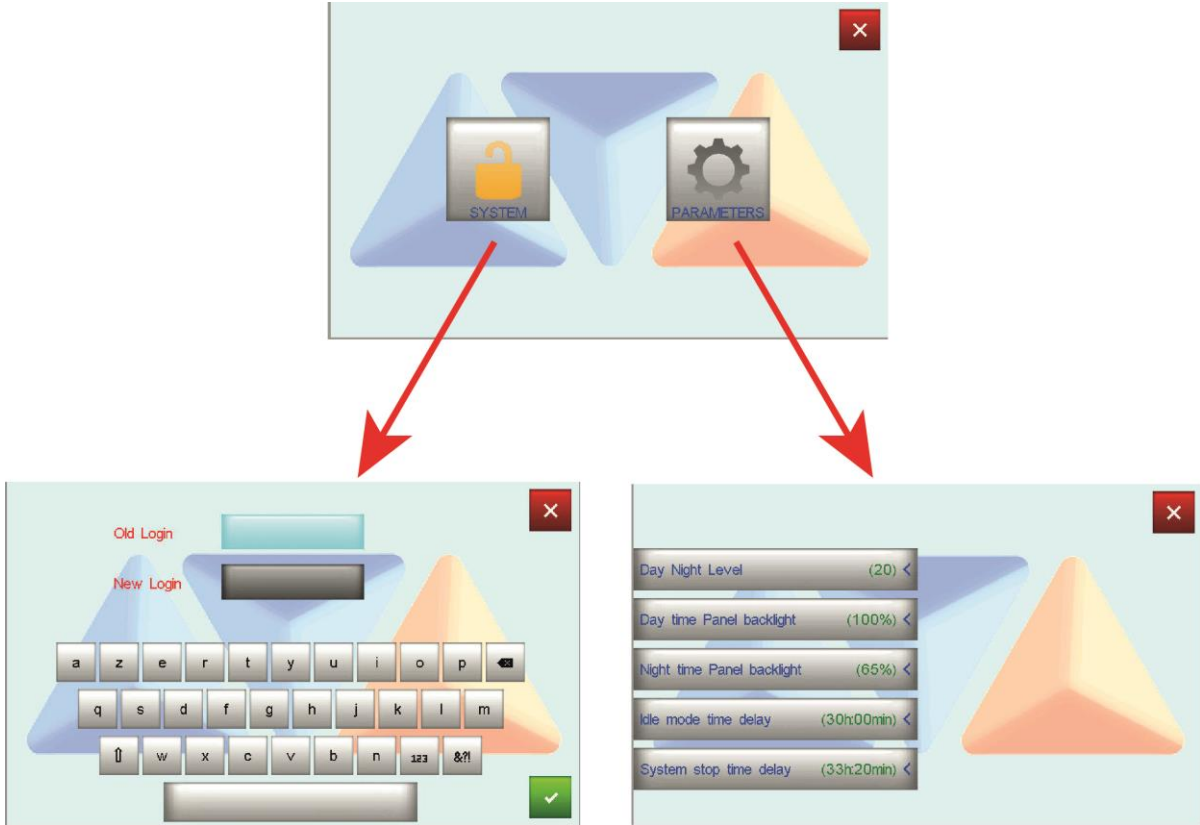 SYSTEM
PARAMETERS
Old Login
New Login
a z e r t y u i o p
q s d f g h j k l m
w x c v b n 123 &?!
Day Night Level (20) <
Day time Panel backlight (100%) <
Night time Panel backlight (65%) <
Idle mode time delay (30h:00min) <
System stop time delay (33h:20min) <